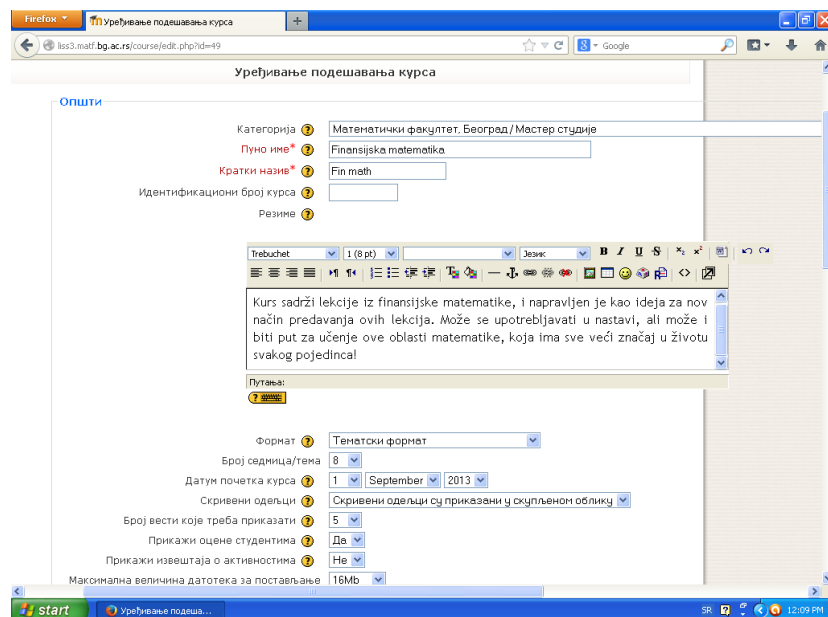 Firefox
Уређивање подешавања курса
liss3.matf.bg.ac.rs/course/edit.php?id=49
Google
Уређивање подешавања курса
Општи
Категорија
Математички факултет, Београд / Мастер студије
Пуно име*
Finansijska matematika
Кратки назив*
Fin math
Идентификациони број курса
Резиме
Trebuchet 1 (8 pt) Језик B I U S
Kurs sadrži lekcije iz finansijske matematike, i napravljen je kao ideja za nov
način predavanja ovih lekcija. Može se upotrebljavati u nastavi, ali može i
biti put za učenje ove oblasti matematike, koja ima sve veći značaj u životu
svakog pojedinca!
Путања:
Формат Тематски формат
Број седмица/тема 8
Датум почетка курса 1 September 2013
Скривени одељци Скривени одељци су приказани у скупљеном облику
Број вести које треба приказати 5
Прикажи оцене студентима Да
Прикажи извештаја о активностима Не
Максимална величина датотека за постављање 16Mb
start Уређивање подеша... SR 12:09 PM